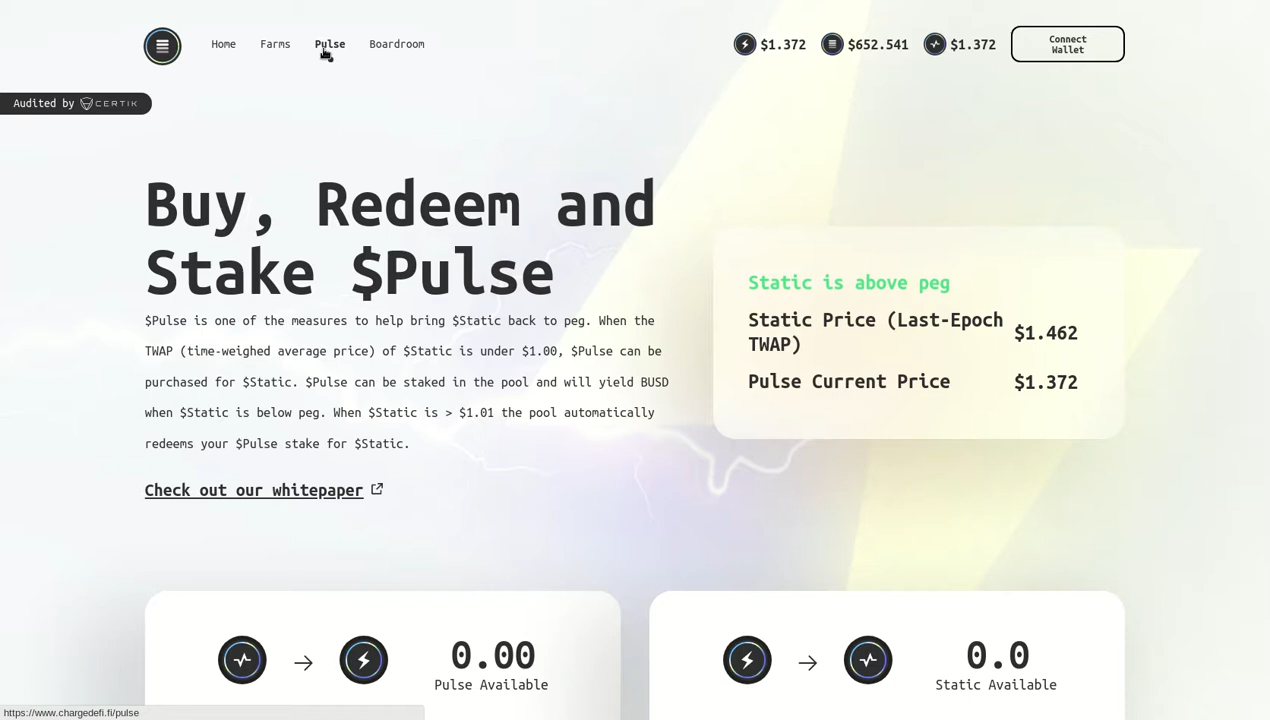 Home Farms Pulse Boardroom
$1.372 $652.541 $1.372
Connect
Wallet
Audited by CERTIK
Buy, Redeem and
Stake $Pulse
$Pulse is one of the measures to help bring $Static back to peg. When the
TWAP (time-weighed average price) of $Static is under $1.00, $Pulse can be
purchased for $Static. $Pulse can be staked in the pool and will yield BUSD
when $Static is below peg. When $Static is > $1.01 the pool automatically
redeems your $Pulse stake for $Static.
Check out our whitepaper
Static is above peg
Static Price (Last-Epoch
TWAP)
$1.462
Pulse Current Price $1.372
0.00
Pulse Available
0.0
Static Available
https://www.chargedefi.fi/pulse